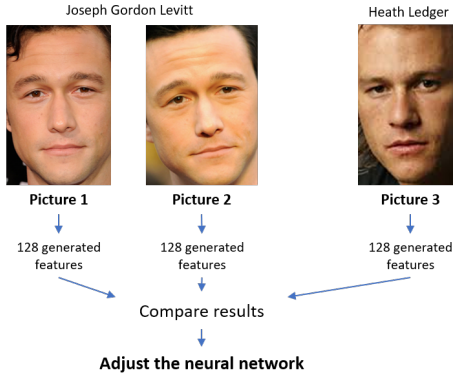 Joseph Gordon Levitt
Heath Ledger
Picture 1
Picture 2
Picture 3
128 generated
features
128 generated
features
128 generated
features
Compare results
Adjust the neural network